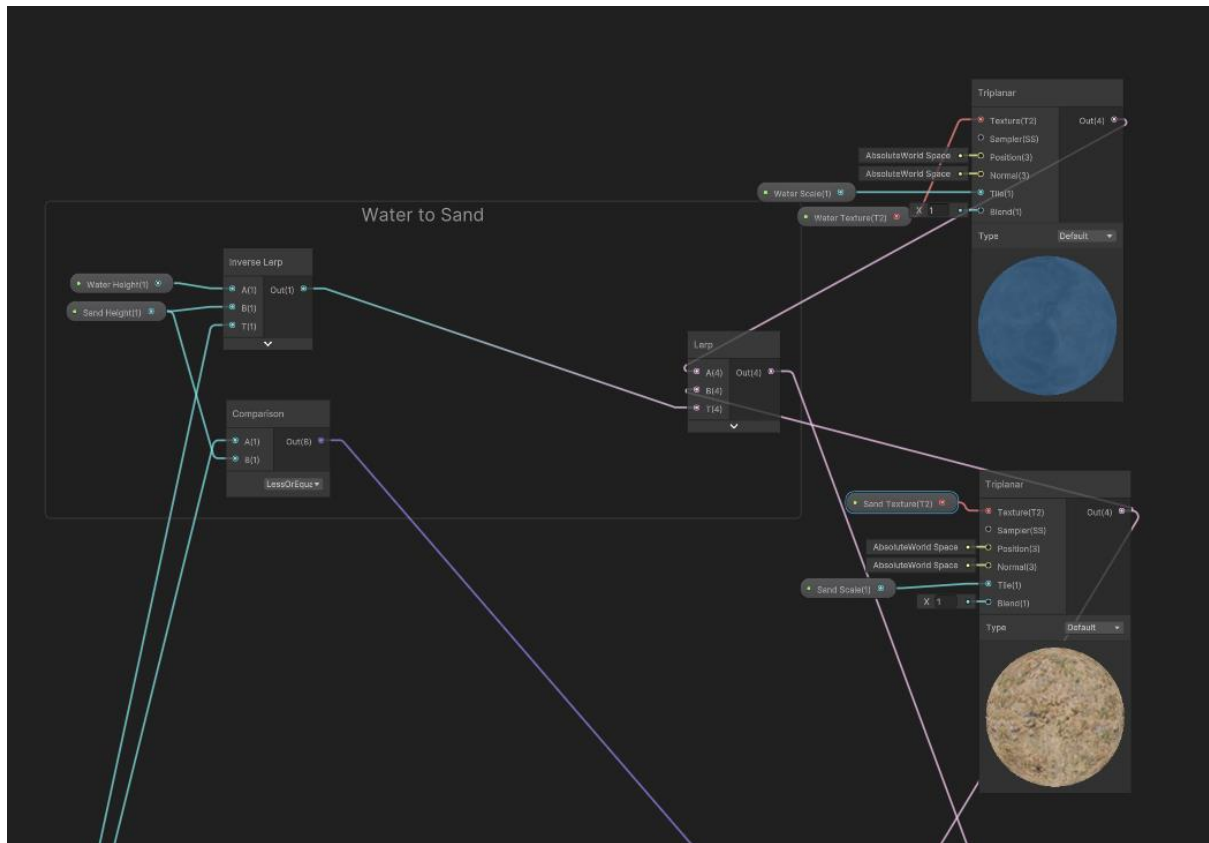 Triplanar
Texture(T2)
Out(4)
Sampler(SS)
AbsoluteWorld Space
Position(3)
AbsoluteWorld Space
Normal(3)
Water Scale(1)
Tile(1)
Water Texture(T2)
X 1
Blend(1)
Type
Default
Water to Sand
Inverse Lerp
Water Height(1)
A(1)
Out(1)
Sand Height(1)
B(1)
T(1)
Lerp
A(4)
Out(4)
B(4)
T(4)
Comparison
A(1)
Out(B)
B(1)
LessOrEqua
Triplanar
Sand Texture(T2)
Texture(T2)
Out(4)
Sampler(SS)
AbsoluteWorld Space
Position(3)
AbsoluteWorld Space
Normal(3)
Sand Scale(1)
Tile(1)
X 1
Blend(1)
Type
Default